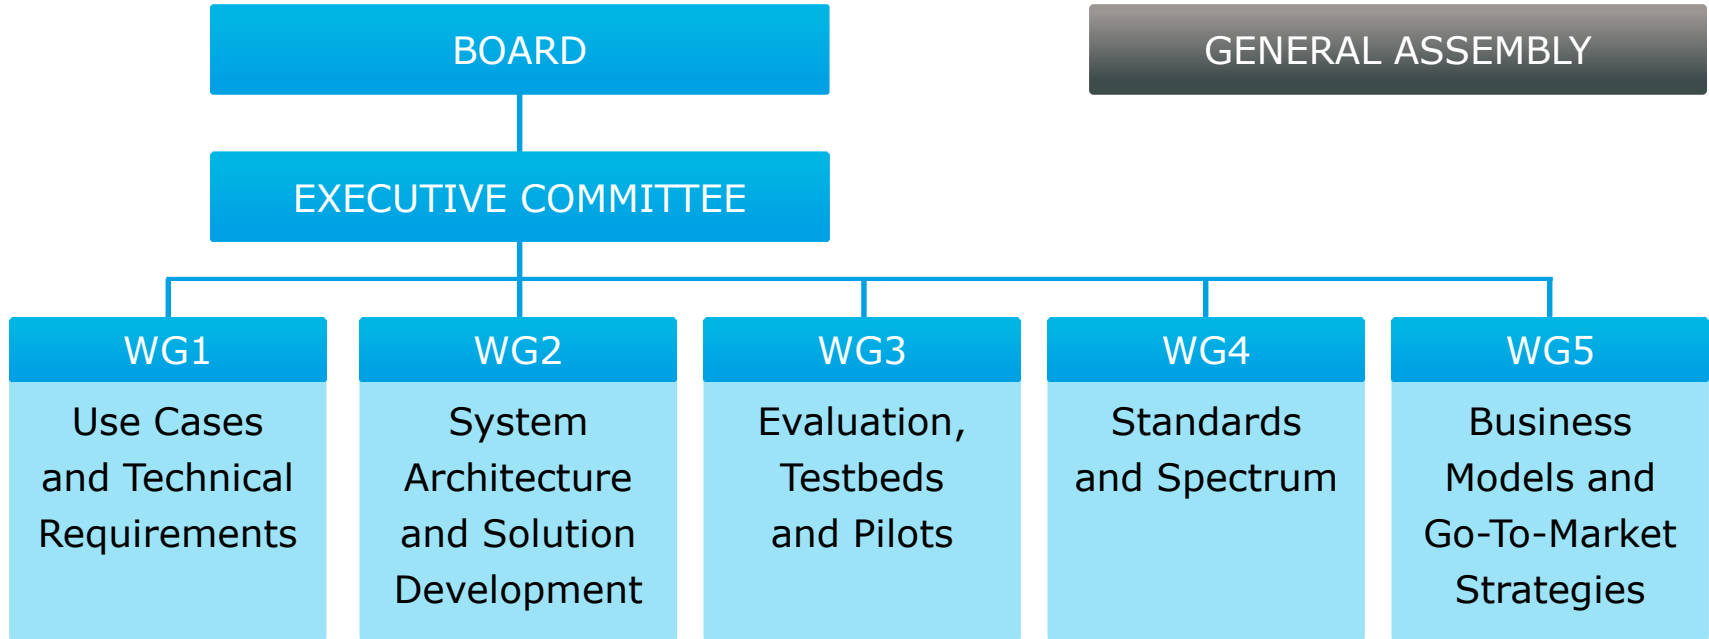 BOARD
GENERAL ASSEMBLY
EXECUTIVE COMMITTEE
WG1
Use Cases
and Technical
Requirements
WG2
System
Architecture
and Solution
Development
WG3
Evaluation,
Testbeds
and Pilots
WG4
Standards
and Spectrum
WG5
Business
Models and
Go-To-Market
Strategies